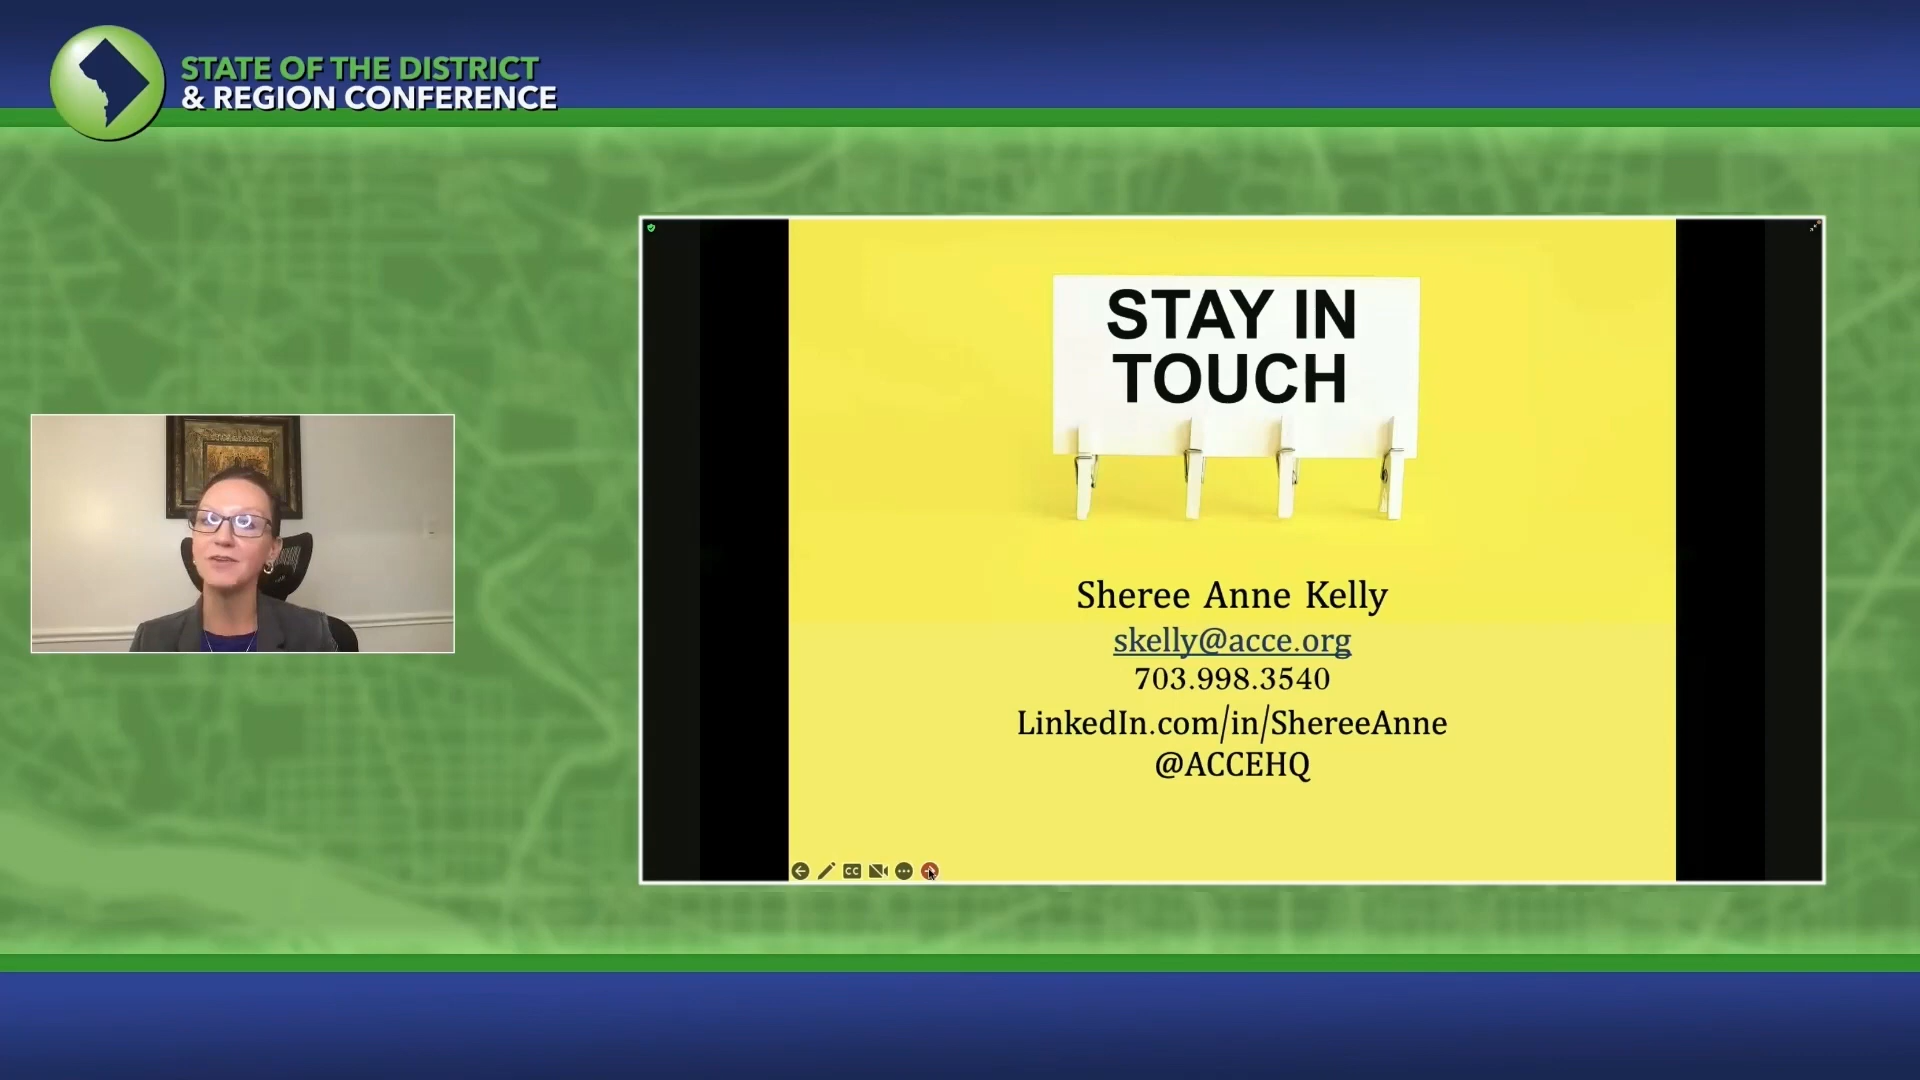 STATE OF THE DISTRICT
& REGION CONFERENCE
STAY IN
TOUCH
Sheree Anne Kelly
skelly@acce.org
703.998.3540
LinkedIn.com/in/ShereeAnne
@ACCEHQ
CC